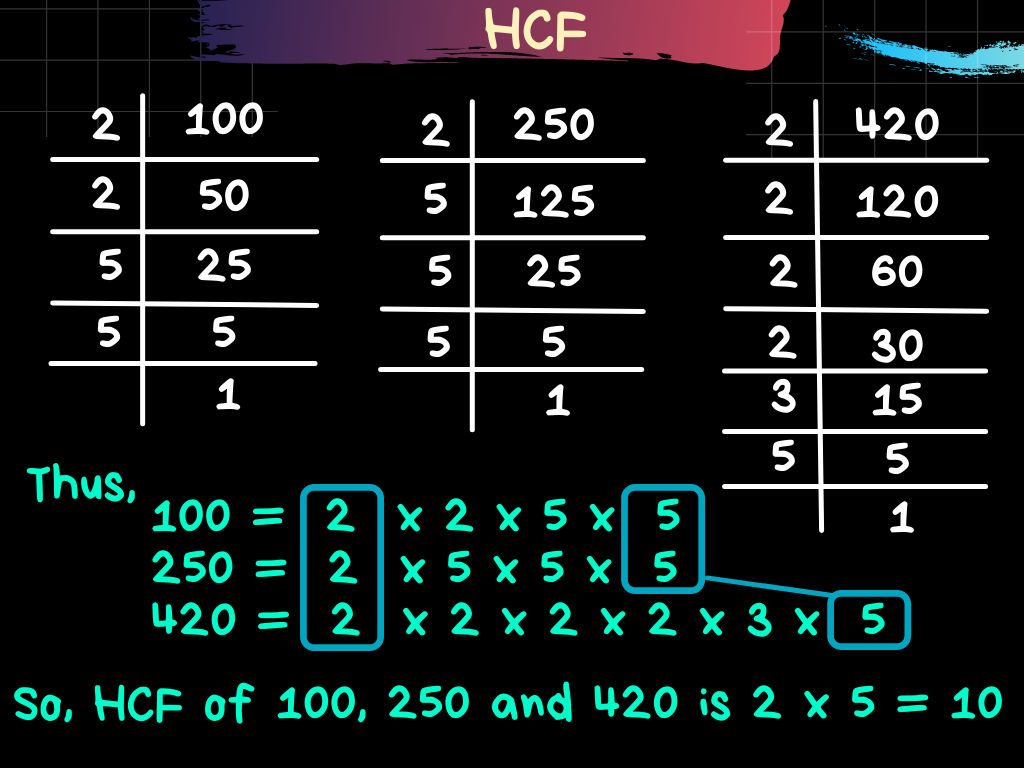 HCF
2 100
2 50
5 25
5 5
1
2 250
5 125
5 25
5 5
1
2 420
2 120
2 60
2 30
3 15
5 5
1
Thus,
100 = 2 x 2 x 5 x 5
250 = 2 x 5 x 5 x 5
420 = 2 x 2 x 2 x 2 x 3 x 5
So, HCF of 100, 250 and 420 is 2 x 5 = 10